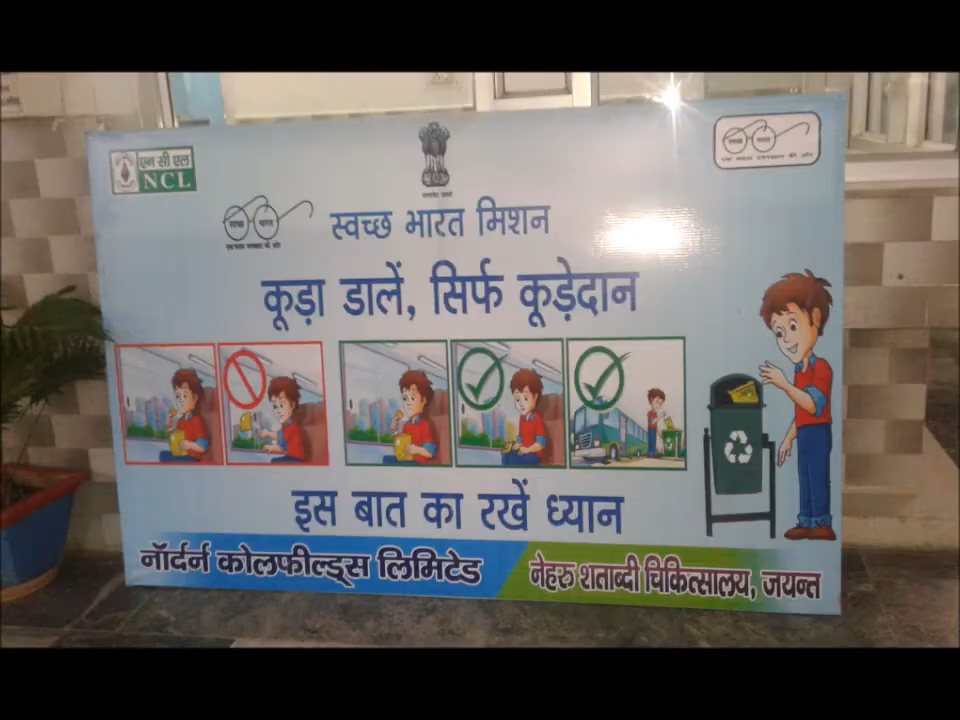 एन सी एल
NCL
स्वच्छ भारत मिशन
कूड़ा डालें, सिर्फ कूड़ेदान
इस बात का रखें ध्यान
नॉर्दर्न कोलफील्ड्स लिमिटेड
नेहरु शताब्दी चिकित्सालय, जयन्त